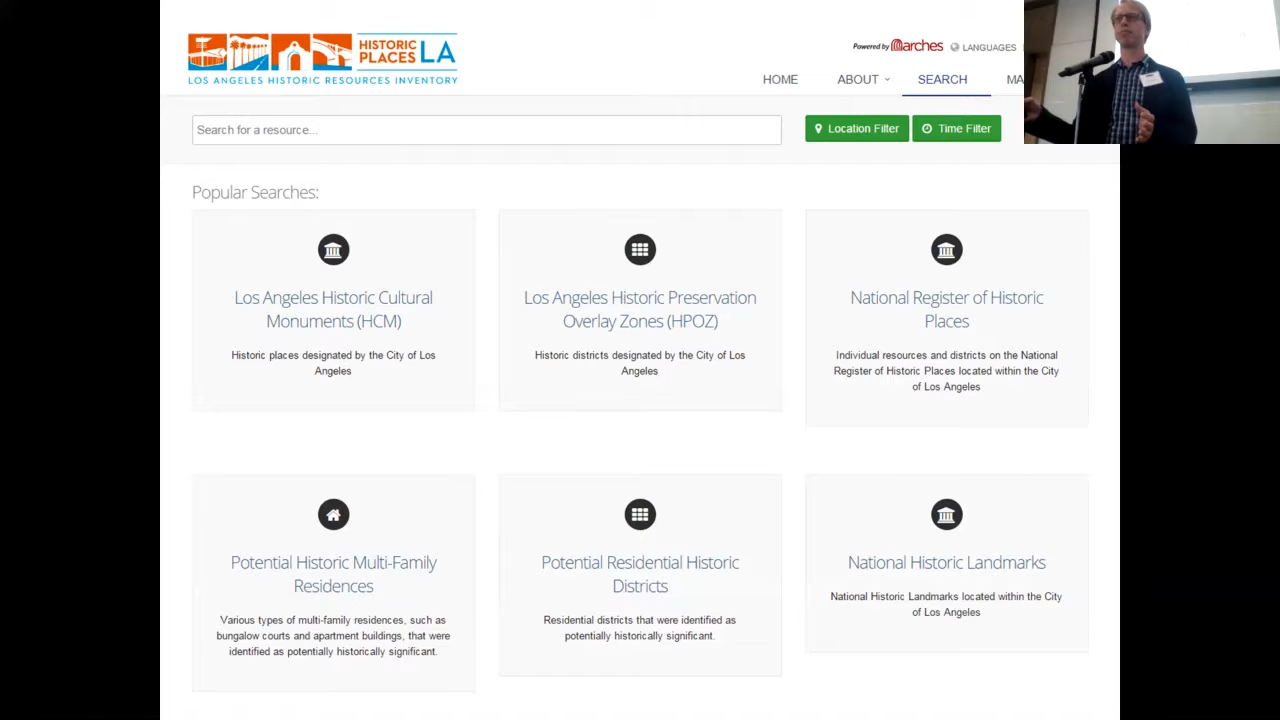 HISTORIC
PLACES LA
LOS ANGELES HISTORIC RESOURCES INVENTORY
Powered by arches
LANGUAGES
HOME
ABOUT
SEARCH
MA
Search for a resource...
Location Filter
Time Filter
Popular Searches:
Los Angeles Historic Cultural
Monuments (HCM)
Historic places designated by the City of Los
Angeles
Los Angeles Historic Preservation
Overlay Zones (HPOZ)
Historic districts designated by the City of Los
Angeles
National Register of Historic
Places
Individual resources and districts on the National
Register of Historic Places located within the City
of Los Angeles
Potential Historic Multi-Family
Residences
Various types of multi-family residences, such as
bungalow courts and apartment buildings, that were
identified as potentially historically significant.
Potential Residential Historic
Districts
Residential districts that were identified as
potentially historically significant.
National Historic Landmarks
National Historic Landmarks located within the City
of Los Angeles